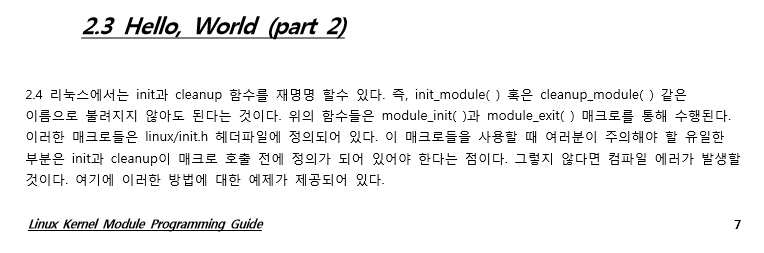 2.3 Hello, World (part 2)
2.4 리눅스에서는 init과 cleanup 함수를 재명명 할수 있다. 즉, init_module( ) 혹은 cleanup_module( ) 같은
이름으로 불려지지 않아도 된다는 것이다. 위의 함수들은 module_init( )과 module_exit( ) 매크로를 통해 수행된다.
이러한 매크로들은 linux/init.h 헤더파일에 정의되어 있다. 이 매크로들을 사용할 때 여러분이 주의해야 할 유일한
부분은 init과 cleanup이 매크로 호출 전에 정의가 되어 있어야 한다는 점이다. 그렇지 않다면 컴파일 에러가 발생할
것이다. 여기에 이러한 방법에 대한 예제가 제공되어 있다.
Linux Kernel Module Programming Guide 7